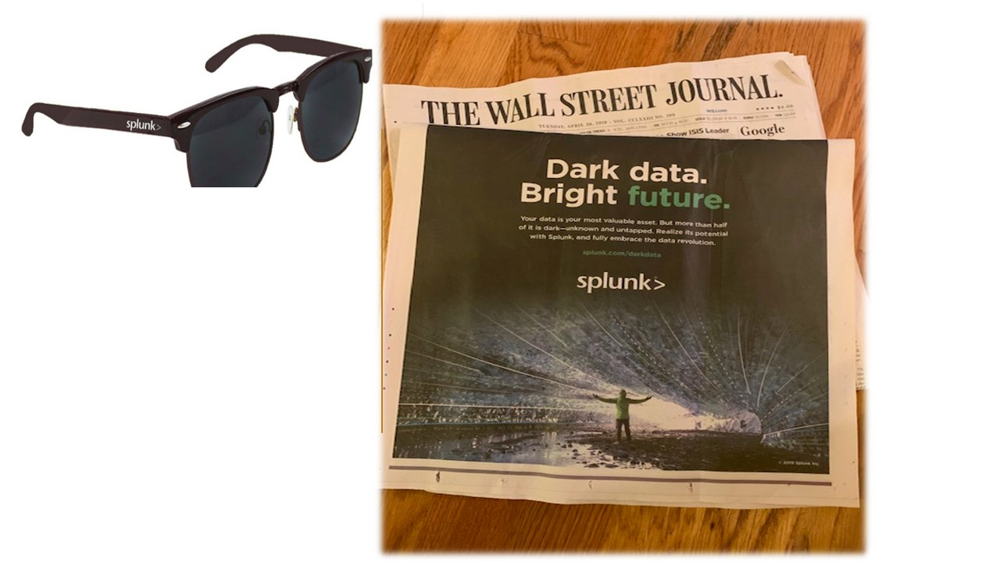 splunk>
THE WALL STREET JOURNAL.
TUESDAY, APRIL 30, 2019 - VOL. CCLXXIII NO. 100
WSJ.com
★★★★ $4.00
Show ISIS Leader
Google
Dark data.
Bright future.
Your data is your most valuable asset. But more than half
of it is dark—unknown and untapped. Realize its potential
with Splunk, and fully embrace the data revolution.
splunk.com/darkdata
splunk>
© 2019 Splunk Inc.